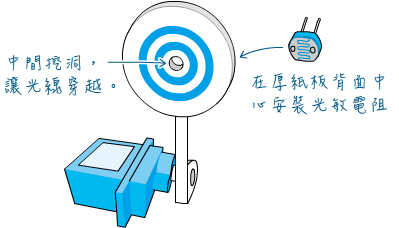 中間挖洞，
讓光線穿越。
在厚紙板背面中
心安裝光敏電阻